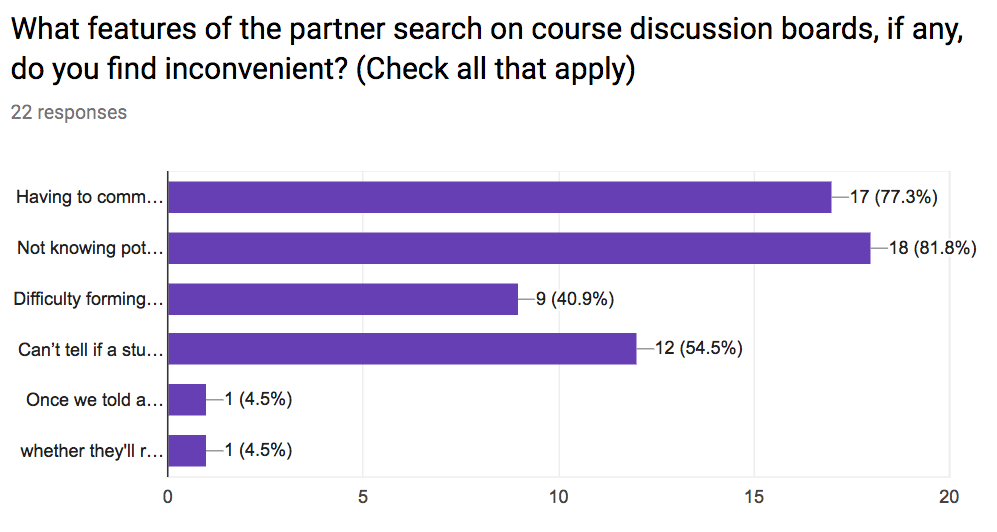 What features of the partner search on course discussion boards, if any,
do you find inconvenient? (Check all that apply)
22 responses
Having to comm… 17 (77.3%)
Not knowing pot… 18 (81.8%)
Difficulty forming… 9 (40.9%)
Can’t tell if a stu… 12 (54.5%)
Once we told a… 1 (4.5%)
whether they'll r… 1 (4.5%)
0 5 10 15 20